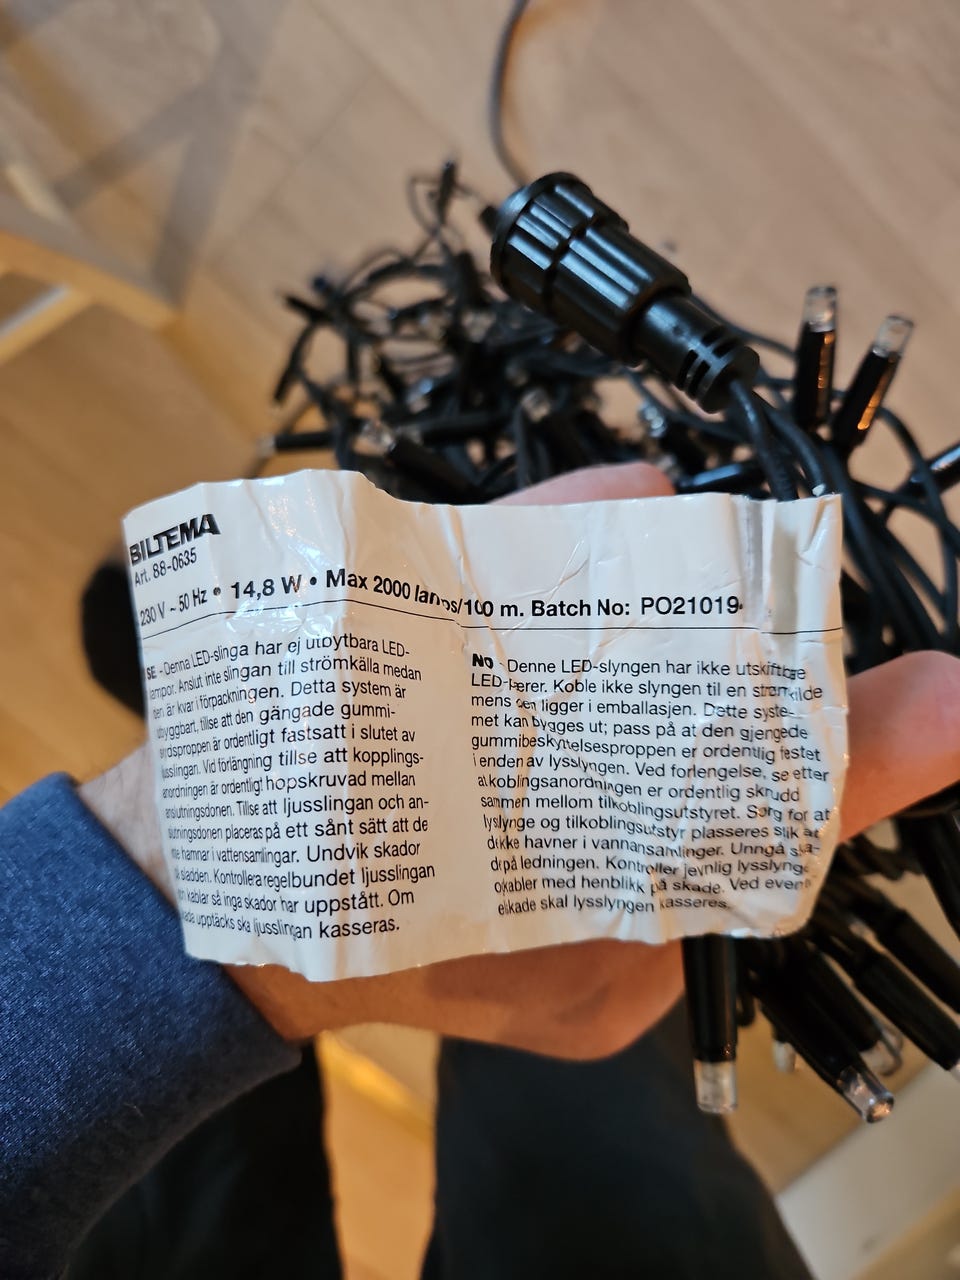 BILTEMA
Art. 88-0635
230 V ~ 50 Hz • 14,8 W • Max 2000 lamps/100 m. Batch No: PO21019
SE - Denna LED-slinga har ej utbytbara LED-
lampor. Anslut inte slingan till strömkälla medan
den är kvar i förpackningen. Detta system är
utbyggbart, tillse att den gängade gummi-
proppen är ordentligt fastsatt i slutet av
ljusslingan. Vid förlängning tillse att kopplings-
anordningen är ordentligt hopskruvad mellan
anslutningsdonen. Tillse att ljusslingan och an-
slutningsdonen placeras på ett sånt sätt att de
inte hamnar i vattensamlingar. Undvik skador
på sladden. Kontrollera regelbundet ljusslingan
kablar så inga skador har uppstått. Om
skada upptäcks ska ljusslingan kasseras.
NO - Denne LED-slyngen har ikke utskiftbare
LED-pærer. Koble ikke slyngen til en strømkilde
mens den ligger i emballasjen. Dette syste-
met kan bygges ut; pass på at den gjengede
gummibeskyttelsesproppen er ordentlig festet
i enden av lysslyngen. Ved forlengelse, se etter
at koblingsanordningen er ordentlig skrudd
sammen mellom tilkoblingsutstyret. Sørg for at
lysslynge og tilkoblingsutstyr plasseres slik at
de ikke havner i vannansamlinger. Unngå ska-
der på ledningen. Kontroller jevnlig lysslynge
og kabler med henblikk på skade. Ved even-
skade skal lysslyngen kasseres.